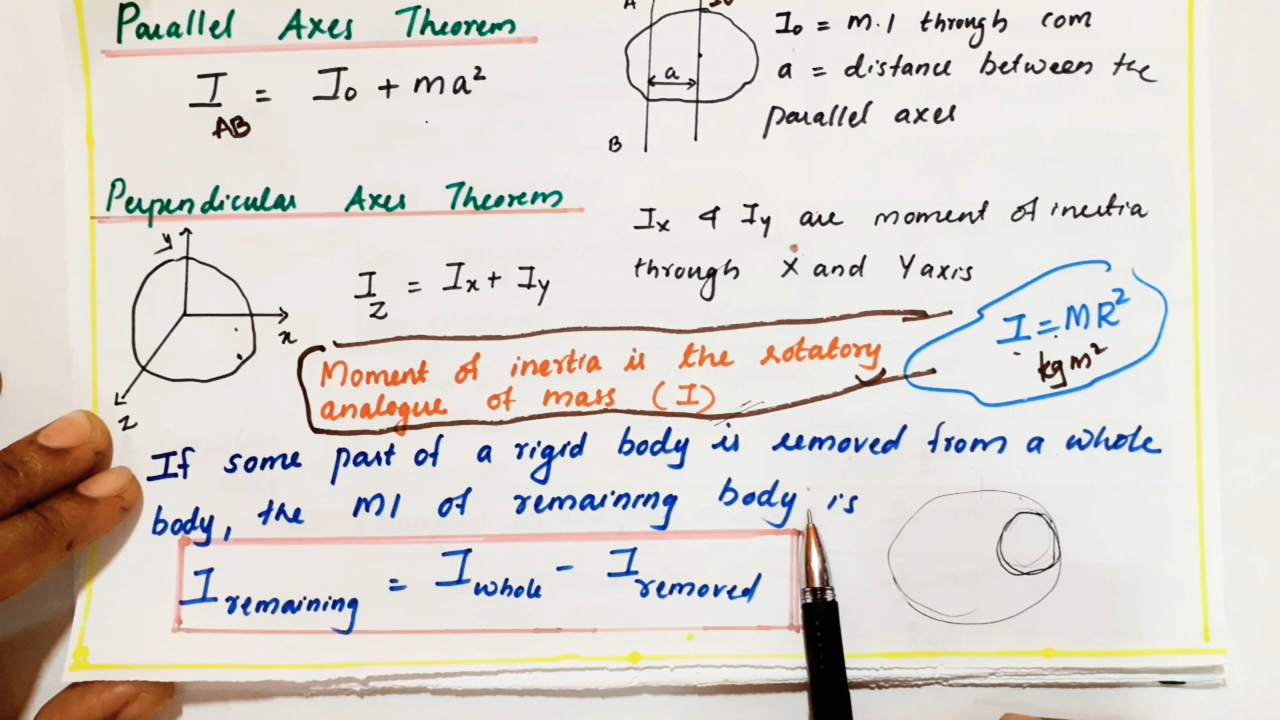 Parallel Axes Theorem
I_AB = I₀ + ma²
A
a
B
I₀ = m.I through com
a = distance between the
parallel axes
Perpendicular Axes Theorem
y
x
z
I_z = Ix + Iy
Ix & Iy are moment of inertia
through X and Y axis
Moment of inertia is the rotatory
analogue of mass (I)
I = MR²
kgm²
If some part of a rigid body is removed from a whole
body, the MI of remaining body is
I remaining = I whole - I removed